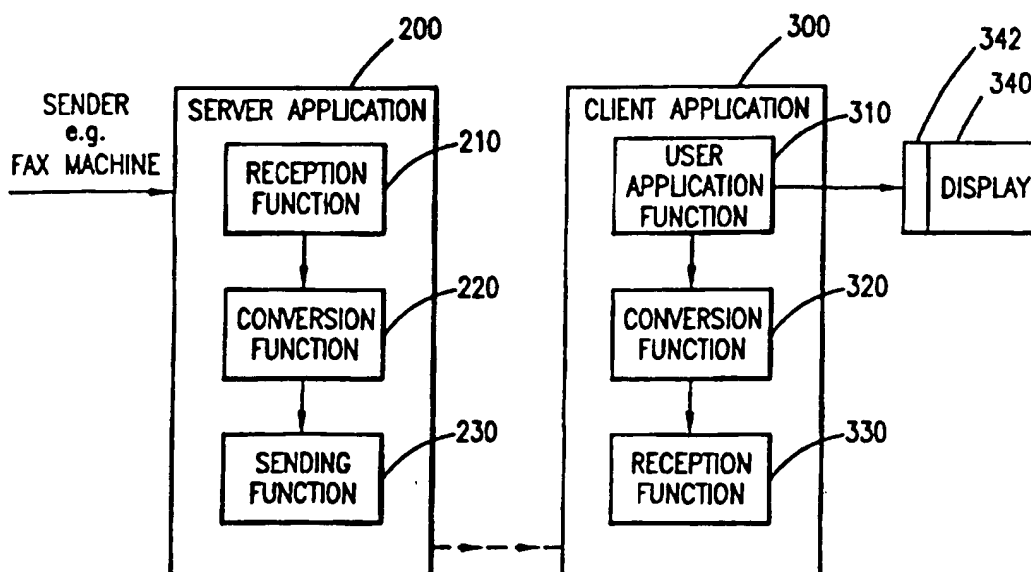 200
300
342
340
SENDER
e.g.
FAX MACHINE
SERVER APPLICATION
210
RECEPTION
FUNCTION
220
CONVERSION
FUNCTION
230
SENDING
FUNCTION
CLIENT APPLICATION
310
USER
APPLICATION
FUNCTION
DISPLAY
320
CONVERSION
FUNCTION
330
RECEPTION
FUNCTION